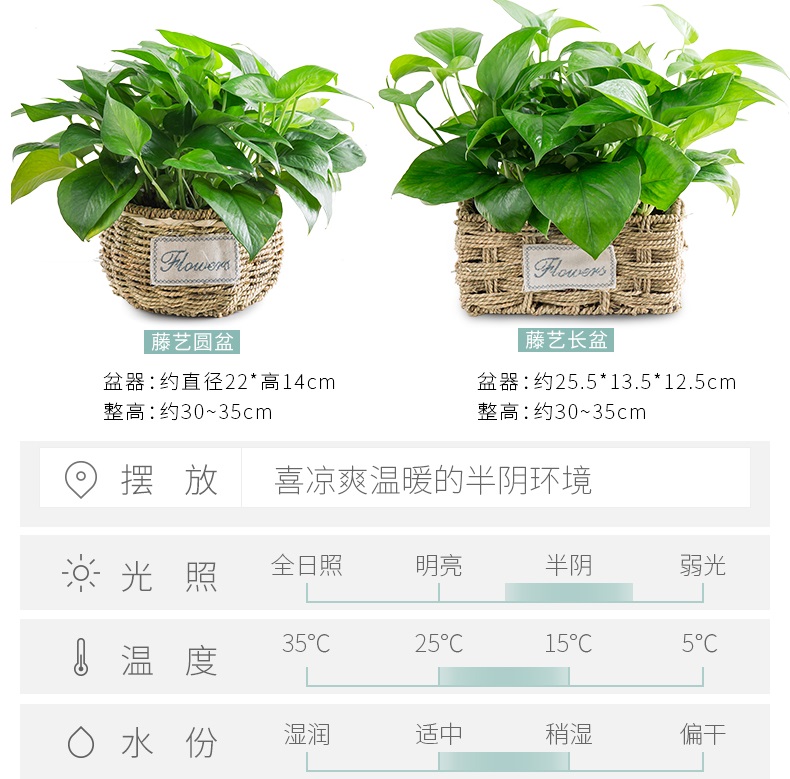 Flowers
Flowers
藤艺圆盆
藤艺长盆
盆器:约直径22*高14cm
整高:约30~35cm
盆器:约25.5*13.5*12.5cm
整高:约30~35cm
摆 放
喜凉爽温暖的半阴环境
光 照
全日照 明亮 半阴 弱光
温 度
35°C 25°C 15°C 5°C
水 份
湿润 适中 稍湿 偏干